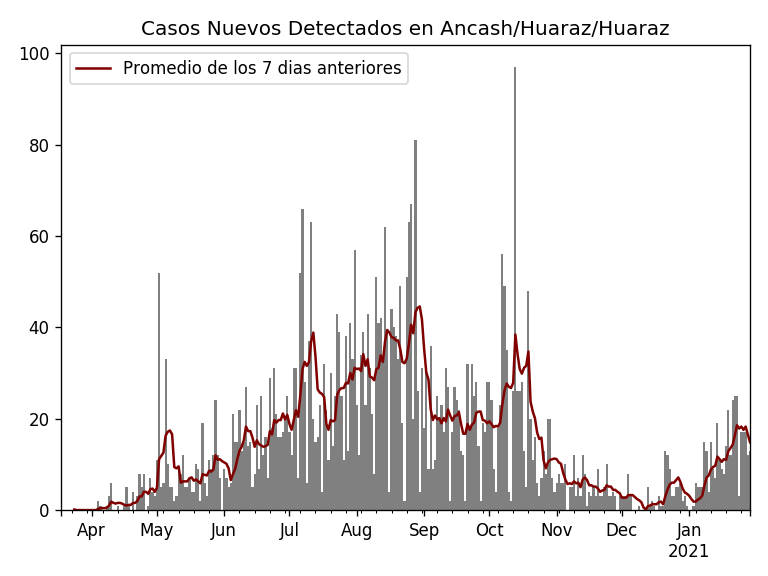 Casos Nuevos Detectados en Ancash/Huaraz/Huaraz
Promedio de los 7 dias anteriores
100
80
60
40
20
0
Apr May Jun Jul Aug Sep Oct Nov Dec Jan
2021